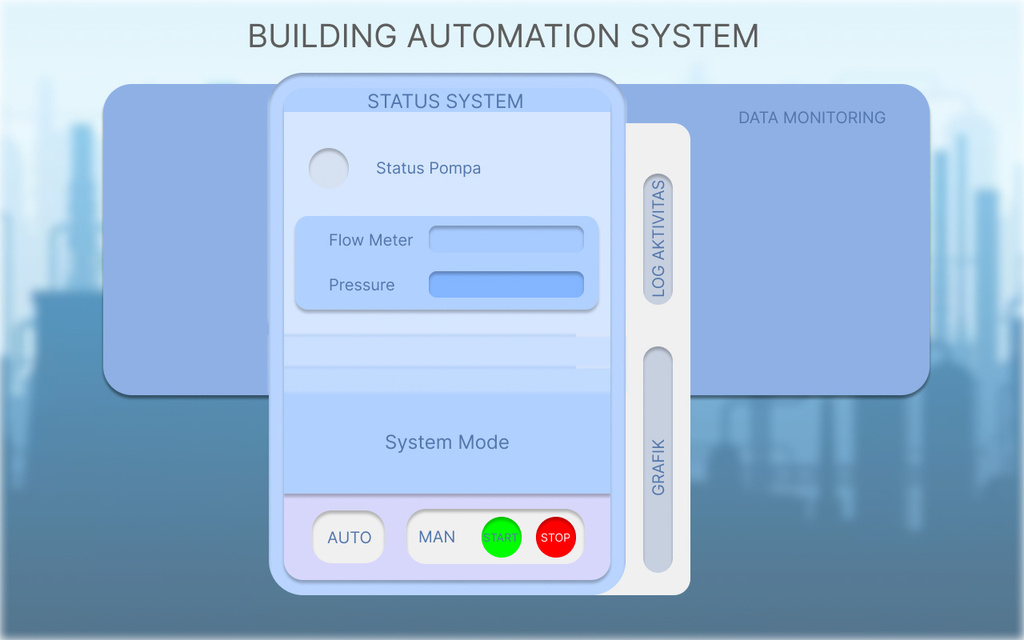 BUILDING AUTOMATION SYSTEM
STATUS SYSTEM
DATA MONITORING
Status Pompa
Flow Meter
Pressure
LOG AKTIVITAS
GRAFIK
System Mode
AUTO
MAN
START
STOP